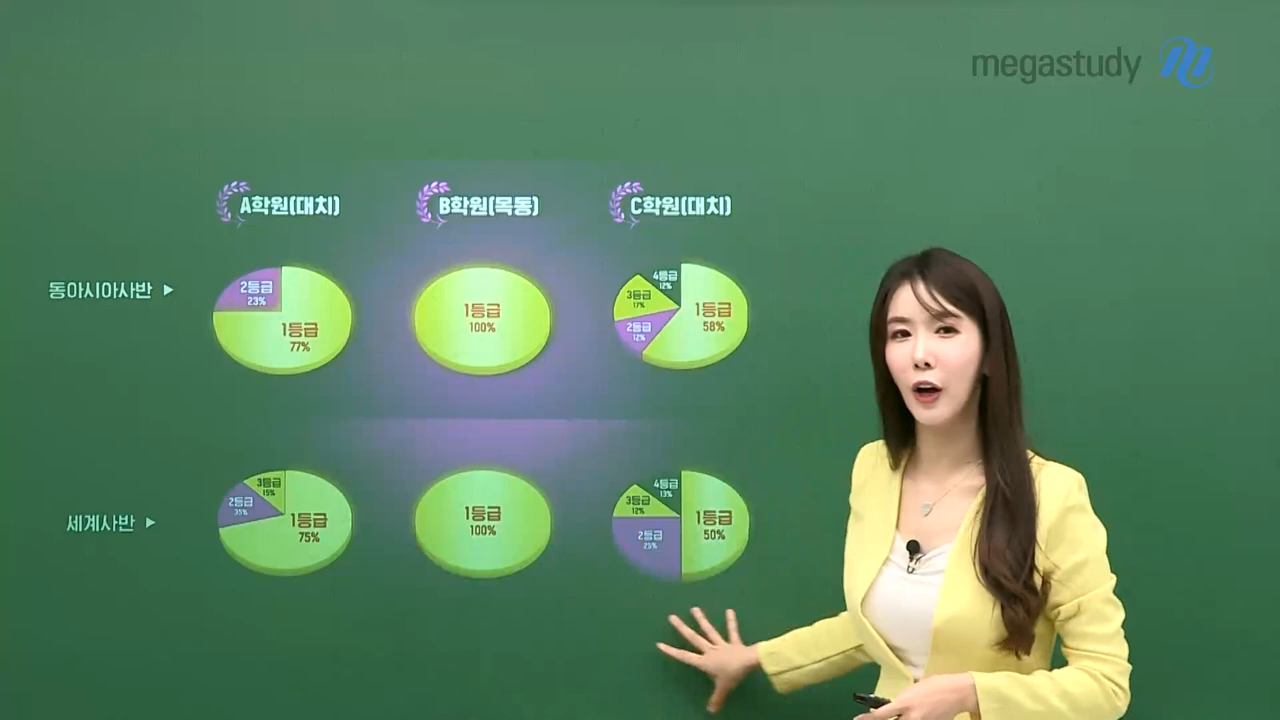 megastudy
A학원(대치)
B학원(목동)
C학원(대치)
동아시아사반 ▶
2등급
23%
1등급
77%
1등급
100%
4등급
12%
3등급
17%
2등급
12%
1등급
58%
세계사반 ▶
3등급
15%
2등급
1등급
75%
1등급
100%
4등급
13%
3등급
12%
2등급
25%
1등급
50%